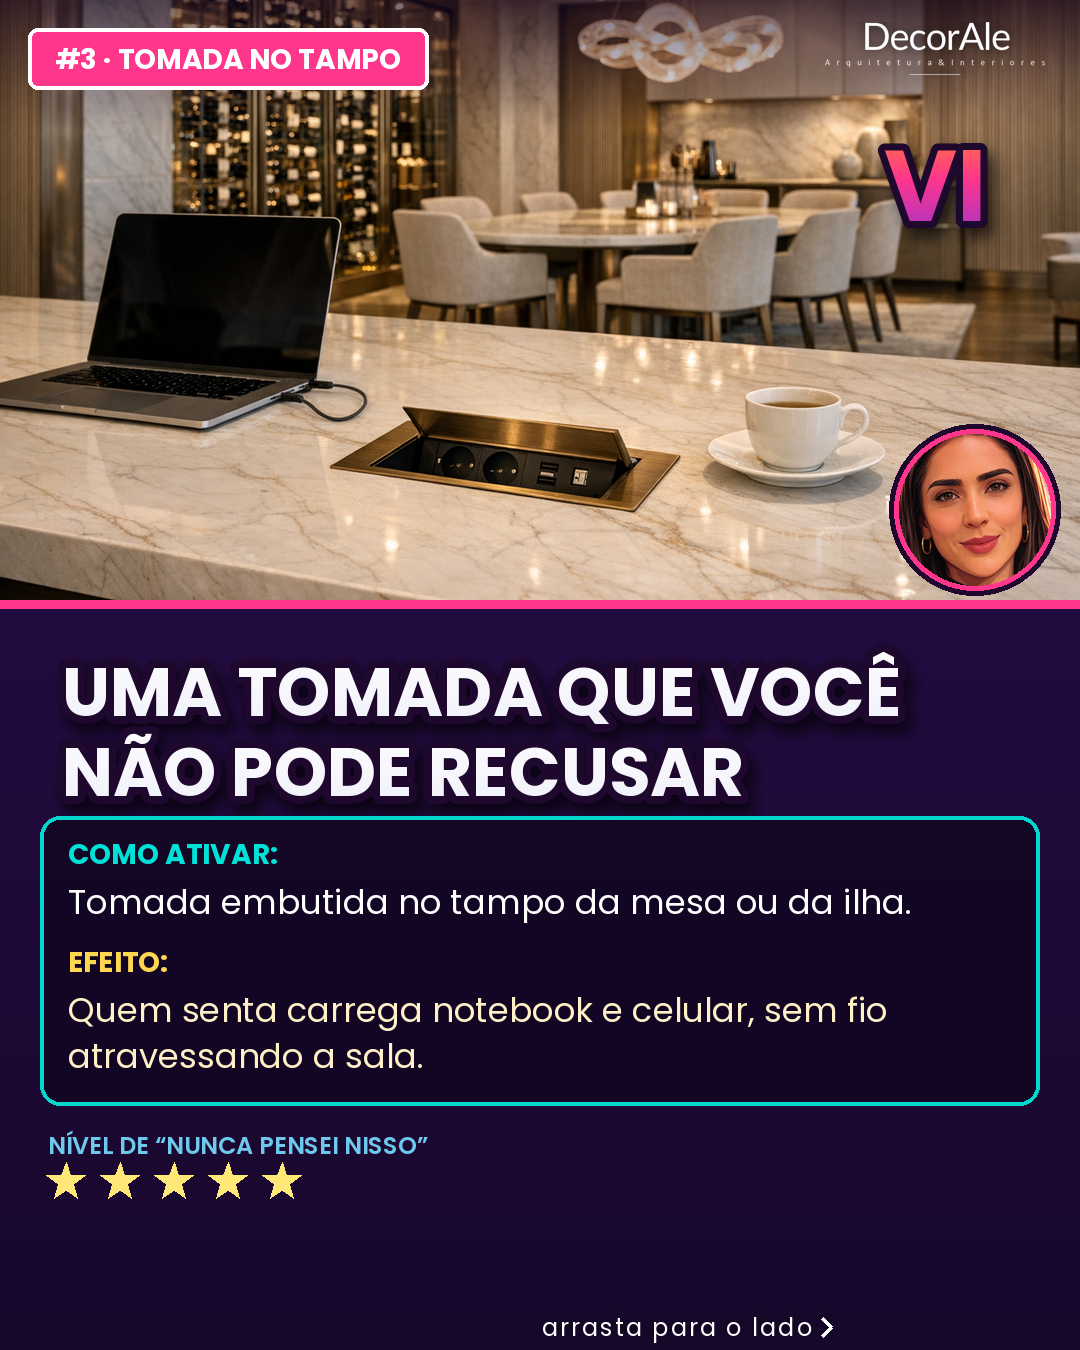 #3 · TOMADA NO TAMPO
DecorAle
Arquitetura&Interiores
VI
UMA TOMADA QUE VOCÊ
NÃO PODE RECUSAR
COMO ATIVAR:
Tomada embutida no tampo da mesa ou da ilha.
EFEITO:
Quem senta carrega notebook e celular, sem fio
atravessando a sala.
NÍVEL DE “NUNCA PENSEI NISSO”
arrasta para o lado